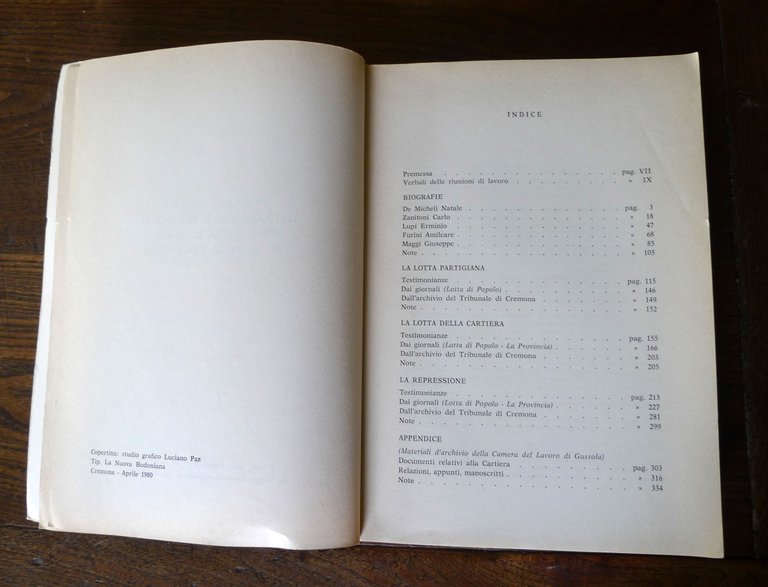 Copertina: studio grafico Luciano Paz
Tip. La Nuova Bodoniana
Cremona - Aprile 1980
INDICE
Premessa . . . . . . . . . . . . . . . pag. VII
Verbali delle riunioni di lavoro . . . . . . . . . . » IX
BIOGRAFIE
De Micheli Natale . . . . . . . . . . . . . pag. 3
Zanitoni Carlo . . . . . . . . . . . . . . » 18
Lupi Erminio . . . . . . . . . . . . . . » 47
Furini Amilcare . . . . . . . . . . . . . . » 68
Maggi Giuseppe . . . . . . . . . . . . . . » 85
Note . . . . . . . . . . . . . . . . » 105
LA LOTTA PARTIGIANA
Testimonianze . . . . . . . . . . . . . . pag. 115
Dai giornali (Lotta di Popolo) . . . . . . . . . . » 146
Dall'archivio del Tribunale di Cremona . . . . . . . . » 149
Note . . . . . . . . . . . . . . . . » 152
LA LOTTA DELLA CARTIERA
Testimonianze . . . . . . . . . . . . . . pag. 155
Dai giornali (Lotta di Popolo - La Provincia) . . . . . . » 166
Dall'archivio del Tribunale di Cremona . . . . . . . . » 203
Note . . . . . . . . . . . . . . . . » 205
LA REPRESSIONE
Testimonianze . . . . . . . . . . . . . . pag. 213
Dai giornali (Lotta di Popolo - La Provincia) . . . . . . » 227
Dall'archivio del Tribunale di Cremona . . . . . . . . » 281
Note . . . . . . . . . . . . . . . . » 299
APPENDICE
(Materiali d'archivio della Camera del Lavoro di Gussola)
Documenti relativi alla Cartiera . . . . . . . . . . pag. 303
Relazioni, appunti, manoscritti . . . . . . . . . . » 316
Note . . . . . . . . . . . . . . . . » 334